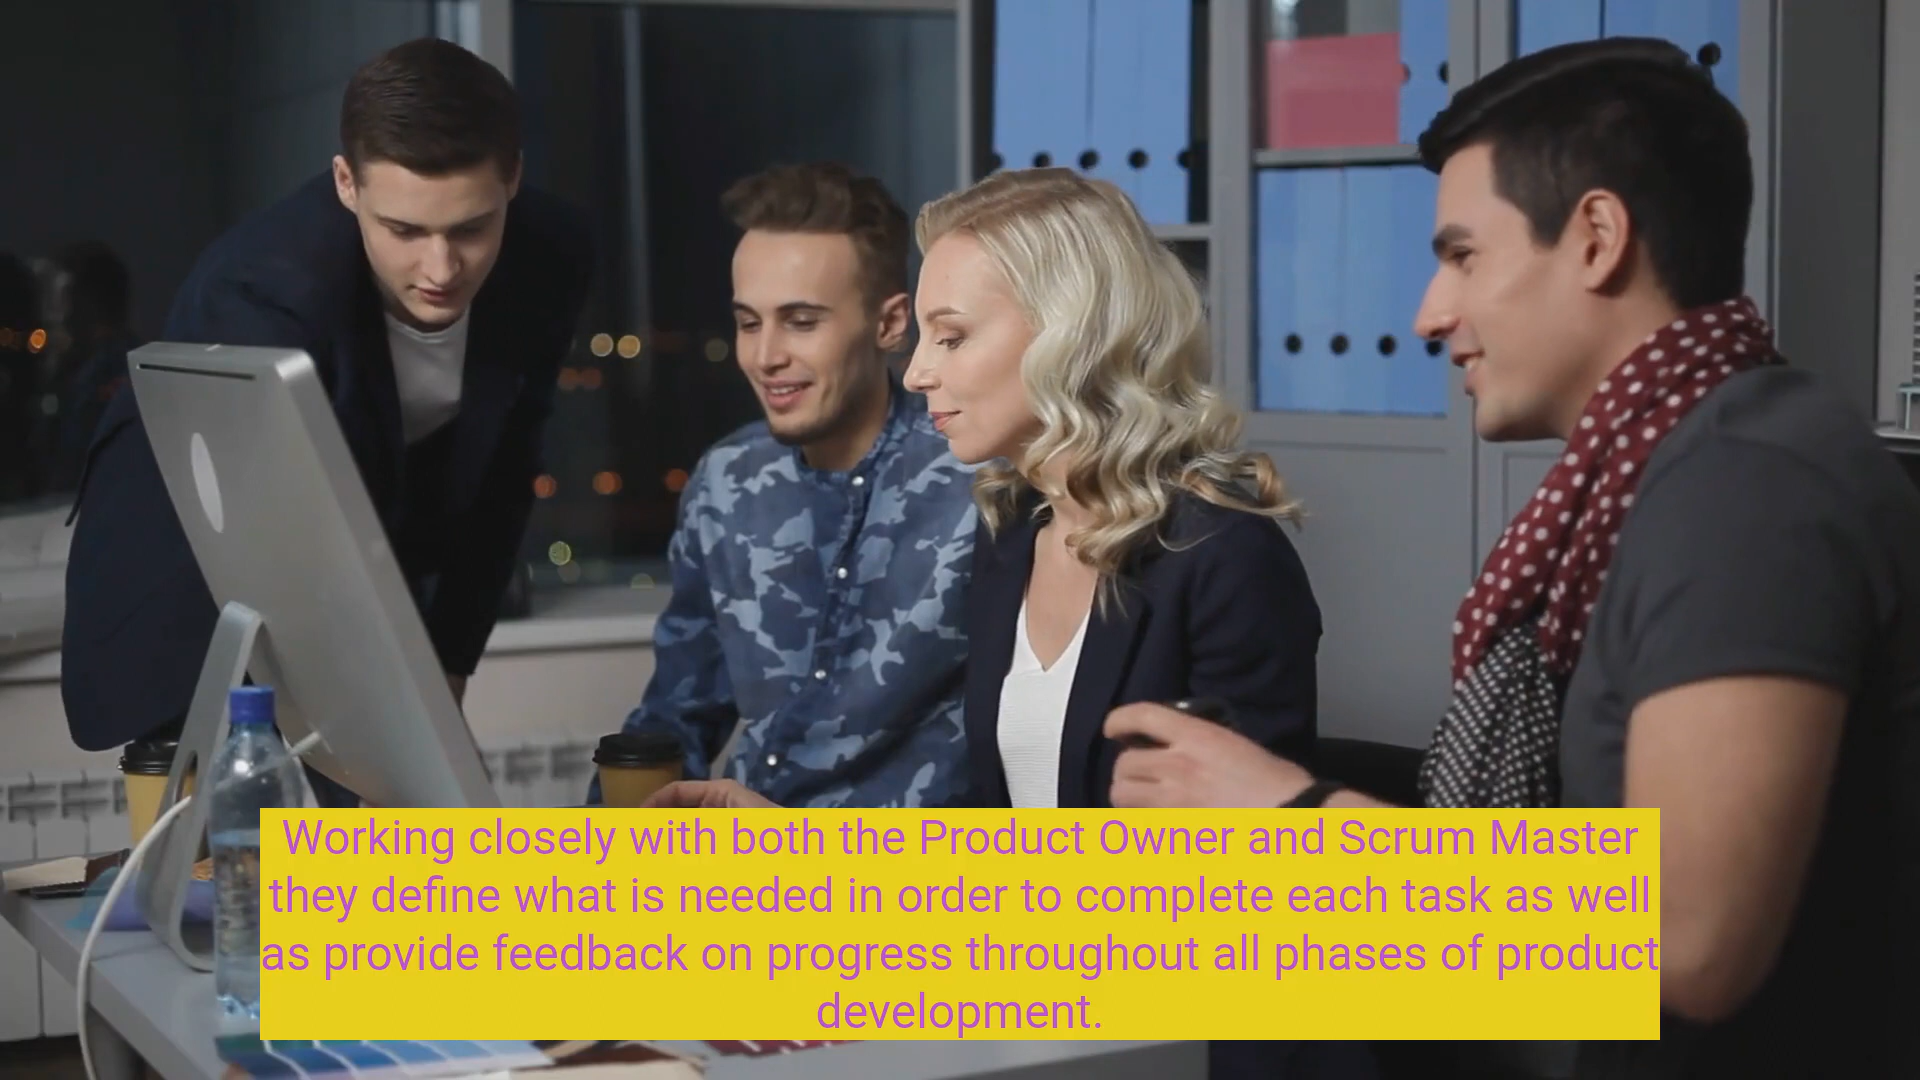 Working closely with both the Product Owner and Scrum Master
they define what is needed in order to complete each task as well
as provide feedback on progress throughout all phases of product
development.